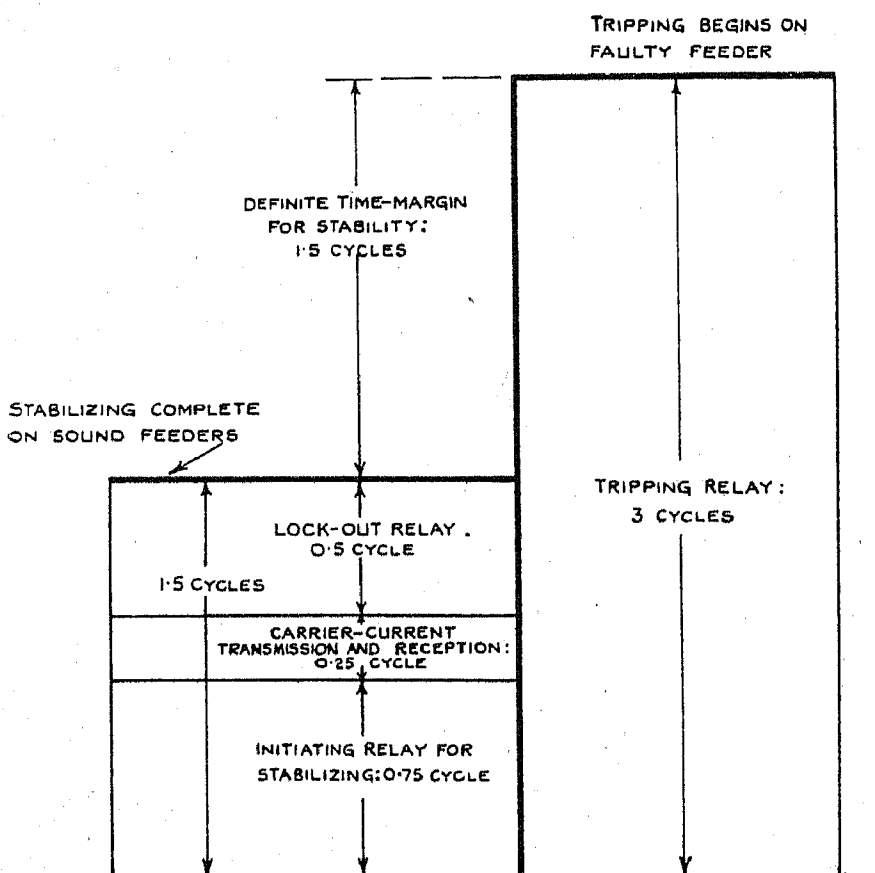 TRIPPING BEGINS ON
FAULTY FEEDER
DEFINITE TIME-MARGIN
FOR STABILITY:
1·5 CYCLES
STABILIZING COMPLETE
ON SOUND FEEDERS
TRIPPING RELAY:
3 CYCLES
LOCK-OUT RELAY.
0·5 CYCLE
1·5 CYCLES
CARRIER-CURRENT
TRANSMISSION AND RECEPTION:
0·25 CYCLE
INITIATING RELAY FOR
STABILIZING:0·75 CYCLE